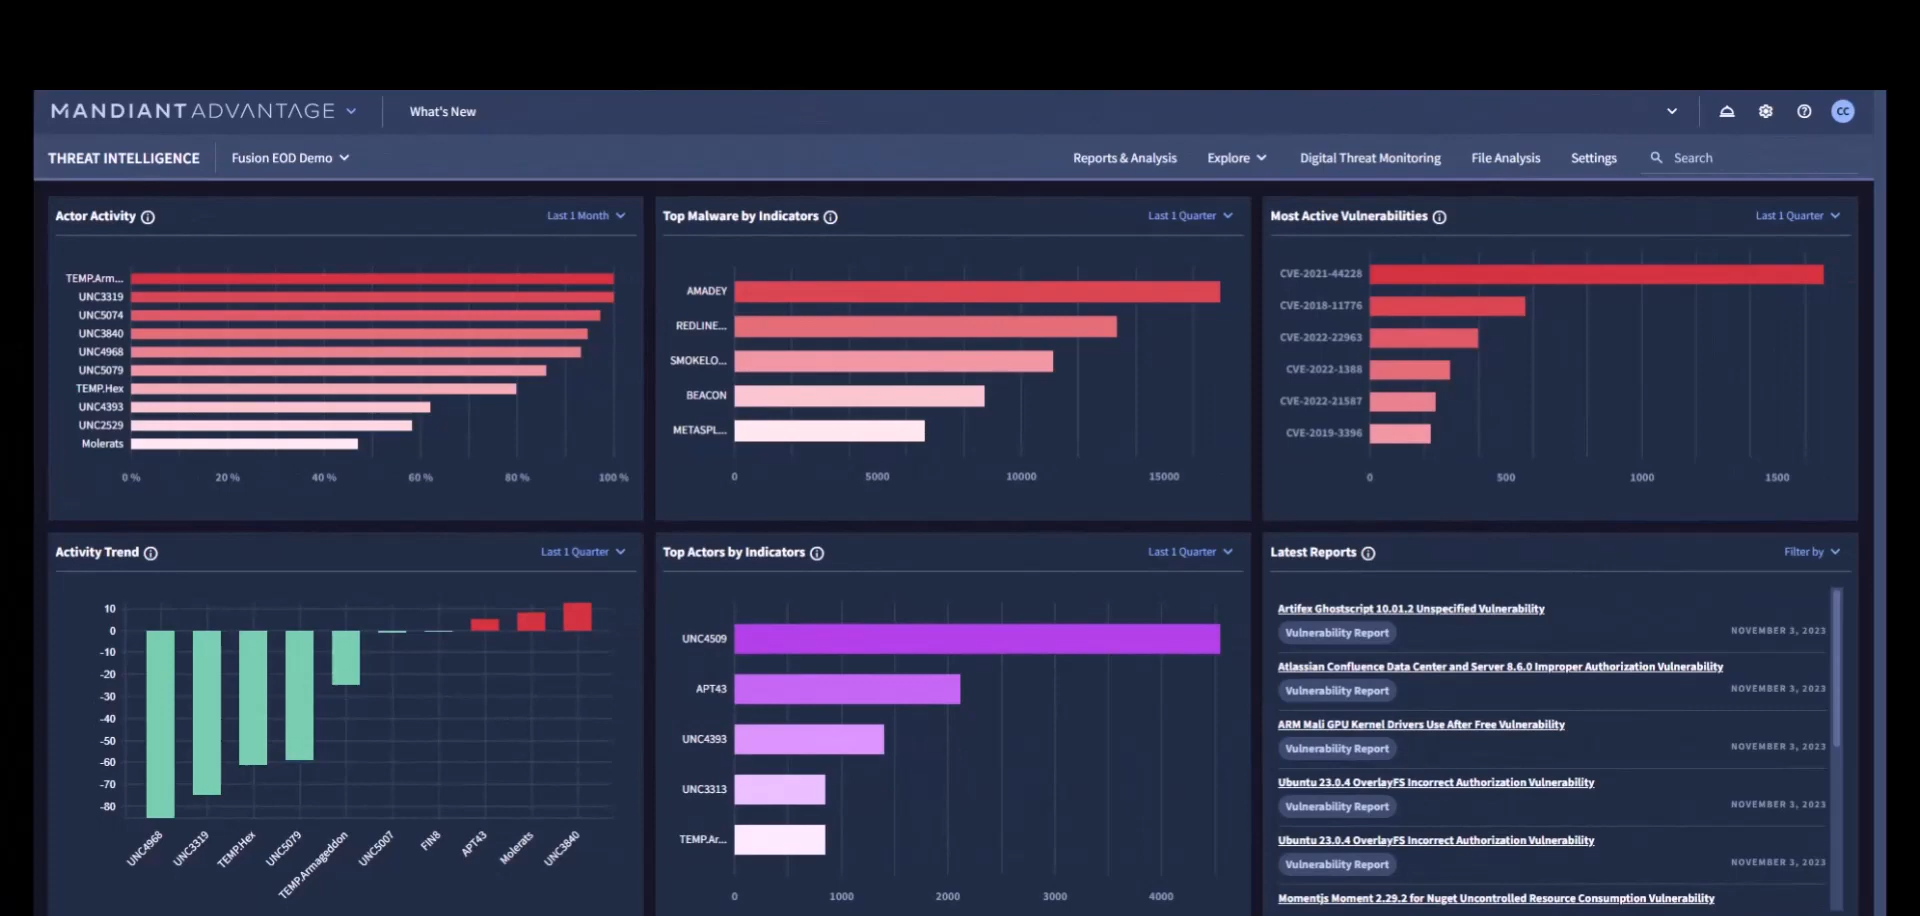 MANDIANT ADVANTAGE
What's New
CC
THREAT INTELLIGENCE
Fusion EOD Demo
Reports & Analysis
Explore
Digital Threat Monitoring
File Analysis
Settings
Search
Actor Activity
Last 1 Month
TEMP.Arm...
UNC3319
UNC5074
UNC3840
UNC4968
UNC5079
TEMP.Hex
UNC4393
UNC2529
Molerats
0 % 20 % 40 % 60 % 80 % 100 %
Top Malware by Indicators
Last 1 Quarter
AMADEY
REDLINE...
SMOKELO...
BEACON
METASPL...
0 5000 10000 15000
Most Active Vulnerabilities
Last 1 Quarter
CVE-2021-44228
CVE-2018-11776
CVE-2022-22963
CVE-2022-1388
CVE-2022-21587
CVE-2019-3396
0 500 1000 1500
Activity Trend
Last 1 Quarter
10
0
-10
-20
-30
-40
-50
-60
-70
-80
UNC4968
UNC3319
TEMP.Hex
UNC5079
TEMP.Armageddon
UNC5007
FIN8
APT43
Molerats
UNC3840
Top Actors by Indicators
Last 1 Quarter
UNC4509
APT43
UNC4393
UNC3313
TEMP.Ar...
0 1000 2000 3000 4000
Latest Reports
Filter by
Artifex Ghostscript 10.01.2 Unspecified Vulnerability
Vulnerability Report
NOVEMBER 3, 2023
Atlassian Confluence Data Center and Server 8.6.0 Improper Authorization Vulnerability
Vulnerability Report
NOVEMBER 3, 2023
ARM Mali GPU Kernel Drivers Use After Free Vulnerability
Vulnerability Report
NOVEMBER 3, 2023
Ubuntu 23.0.4 OverlayFS Incorrect Authorization Vulnerability
Vulnerability Report
NOVEMBER 3, 2023
Ubuntu 23.0.4 OverlayFS Incorrect Authorization Vulnerability
Vulnerability Report
NOVEMBER 3, 2023
Momentjs Moment 2.29.2 for Nuget Uncontrolled Resource Consumption Vulnerability